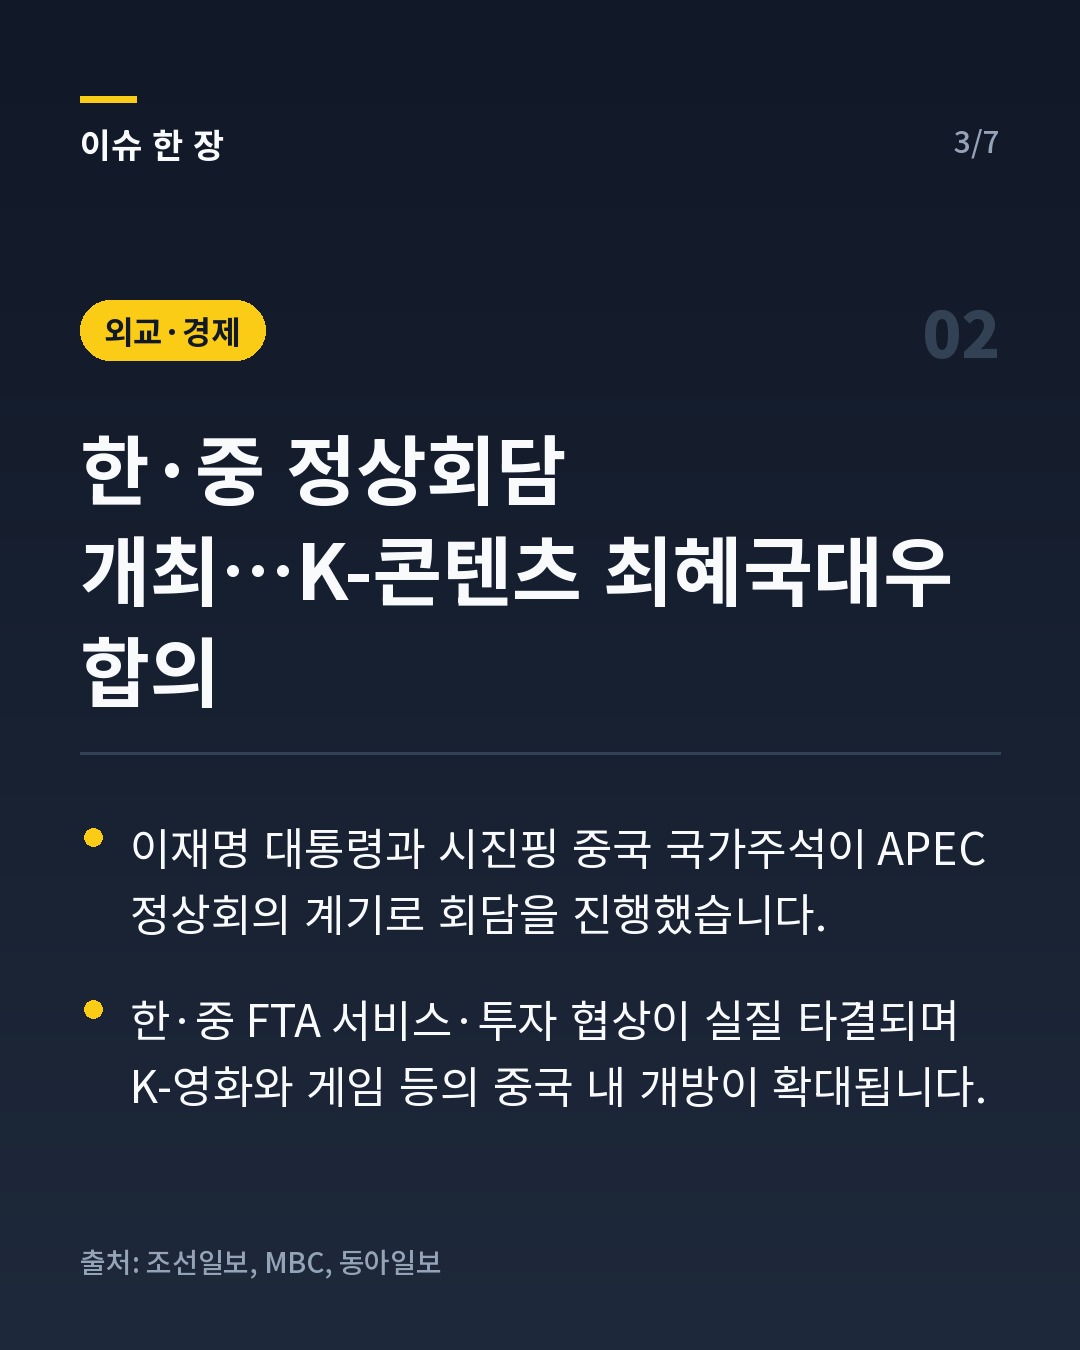 이슈 한 장
3/7
외교·경제
02
한·중 정상회담
개최…K-콘텐츠 최혜국대우
합의
이재명 대통령과 시진핑 중국 국가주석이 APEC
정상회의 계기로 회담을 진행했습니다.
한·중 FTA 서비스·투자 협상이 실질 타결되며
K-영화와 게임 등의 중국 내 개방이 확대됩니다.
출처: 조선일보, MBC, 동아일보